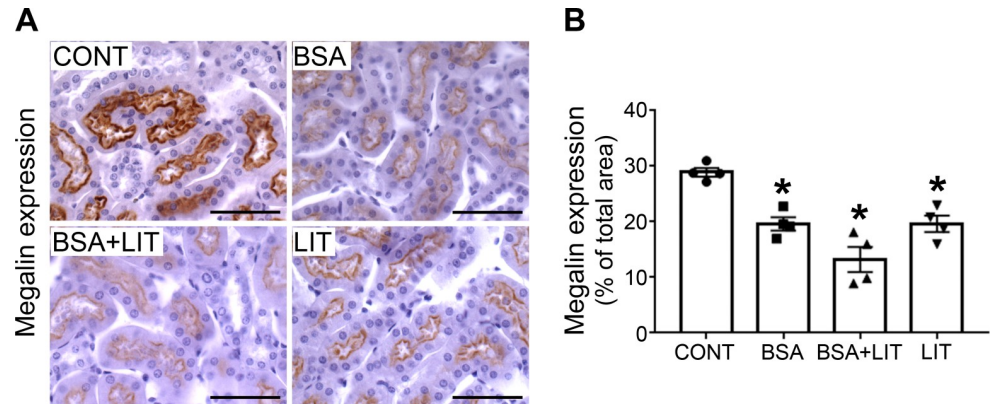 A
CONT
BSA
BSA+LIT
LIT
Megalin expression
B
Megalin expression
(% of total area)
40
30
20
10
0
*
*
*
CONT BSA BSA+LIT LIT